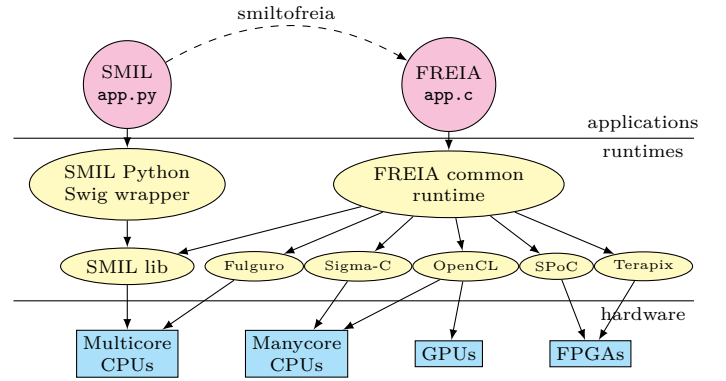 smiltofreia
SMIL
app.py
FREIA
app.c
applications
runtimes
SMIL Python
Swig wrapper
FREIA common
runtime
SMIL lib
Fulguro
Sigma-C
OpenCL
SPoC
Terapix
hardware
Multicore
CPUs
Manycore
CPUs
GPUs
FPGAs